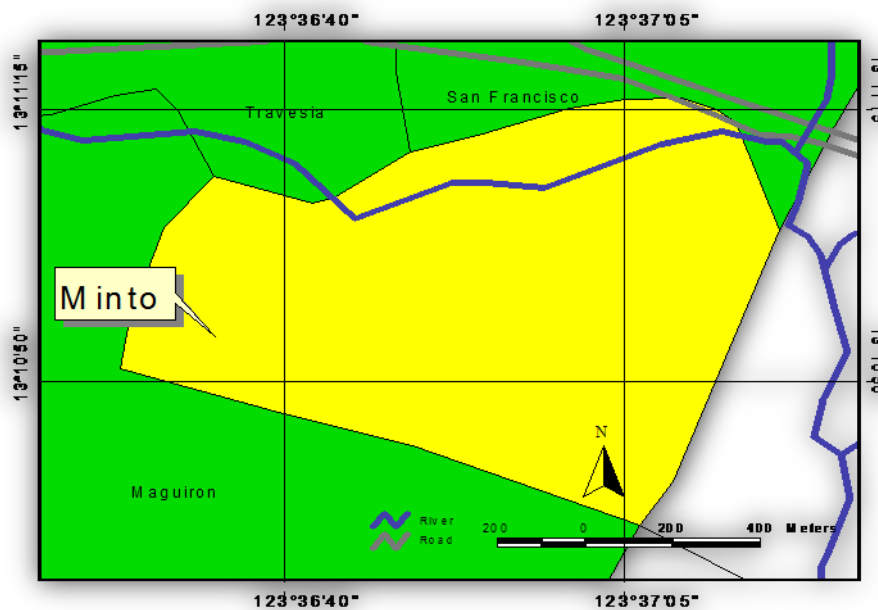 123°36'40" 123°37'05"
13°11'15"
San Francisco
Travesia
Minto
13°10'50"
N
Maguiron
River
Road
200 0 200 400 Meters
123°36'40" 123°37'05"